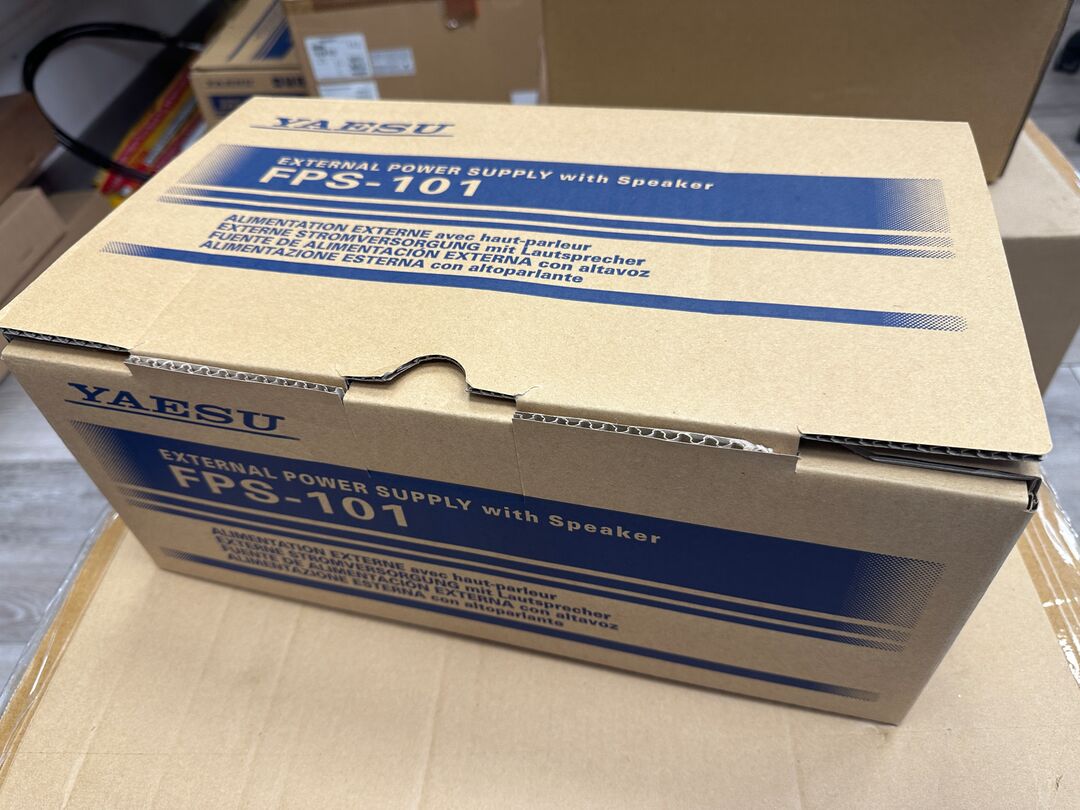 YAESU
EXTERNAL POWER SUPPLY with Speaker
FPS-101
ALIMENTATION EXTERNE avec haut-parleur
EXTERNE STROMVERSORGUNG mit Lautsprecher
FUENTE DE ALIMENTACIÓN EXTERNA con altavoz
ALIMENTAZIONE ESTERNA con altoparlante
YAESU
EXTERNAL POWER SUPPLY with Speaker
FPS-101
ALIMENTATION EXTERNE avec haut-parleur
EXTERNE STROMVERSORGUNG mit Lautsprecher
FUENTE DE ALIMENTACIÓN EXTERNA con altavoz
ALIMENTAZIONE ESTERNA con altoparlante
YAESU